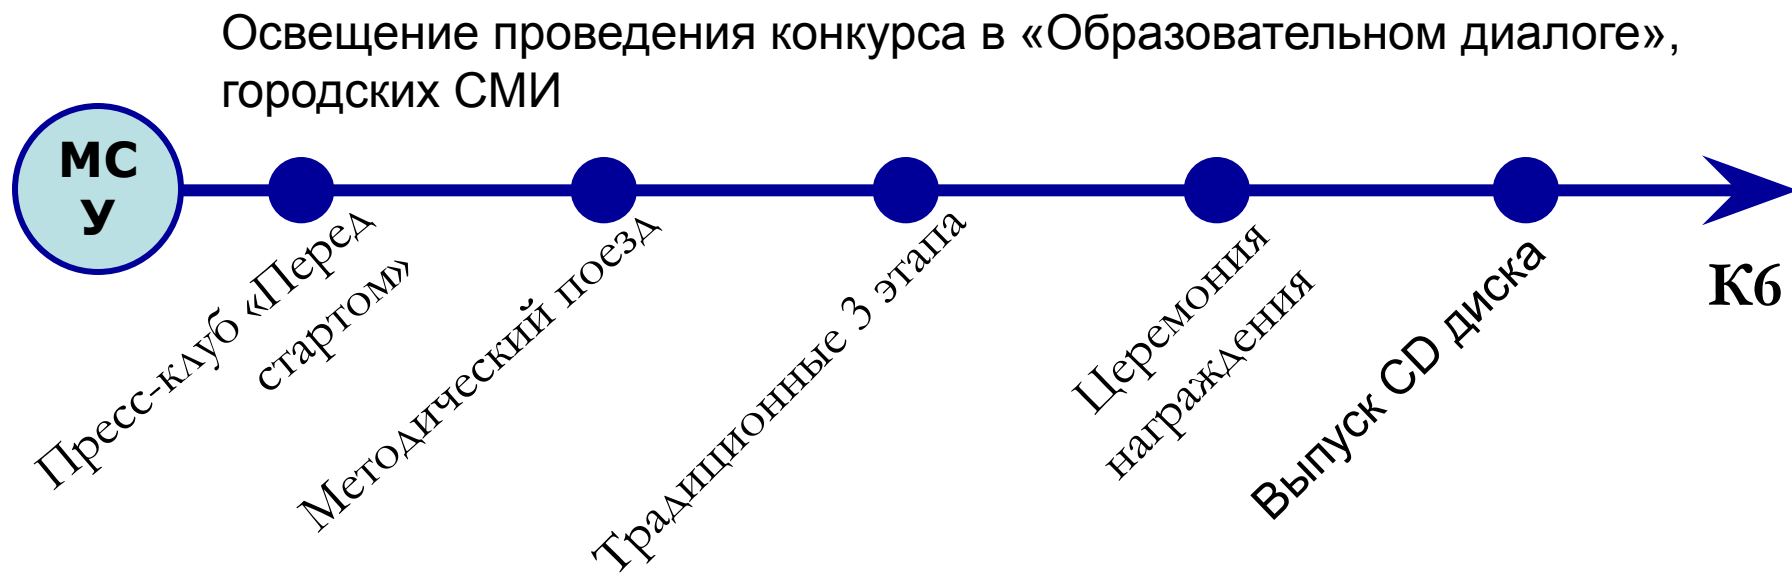 Освещение проведения конкурса в «Образовательном диалоге»,
городских СМИ
МС
У
Пресс-клуб «Перед
стартом»
Методический поезд
Традиционные 3 этапа
Церемония
награждения
Выпуск CD диска
К6